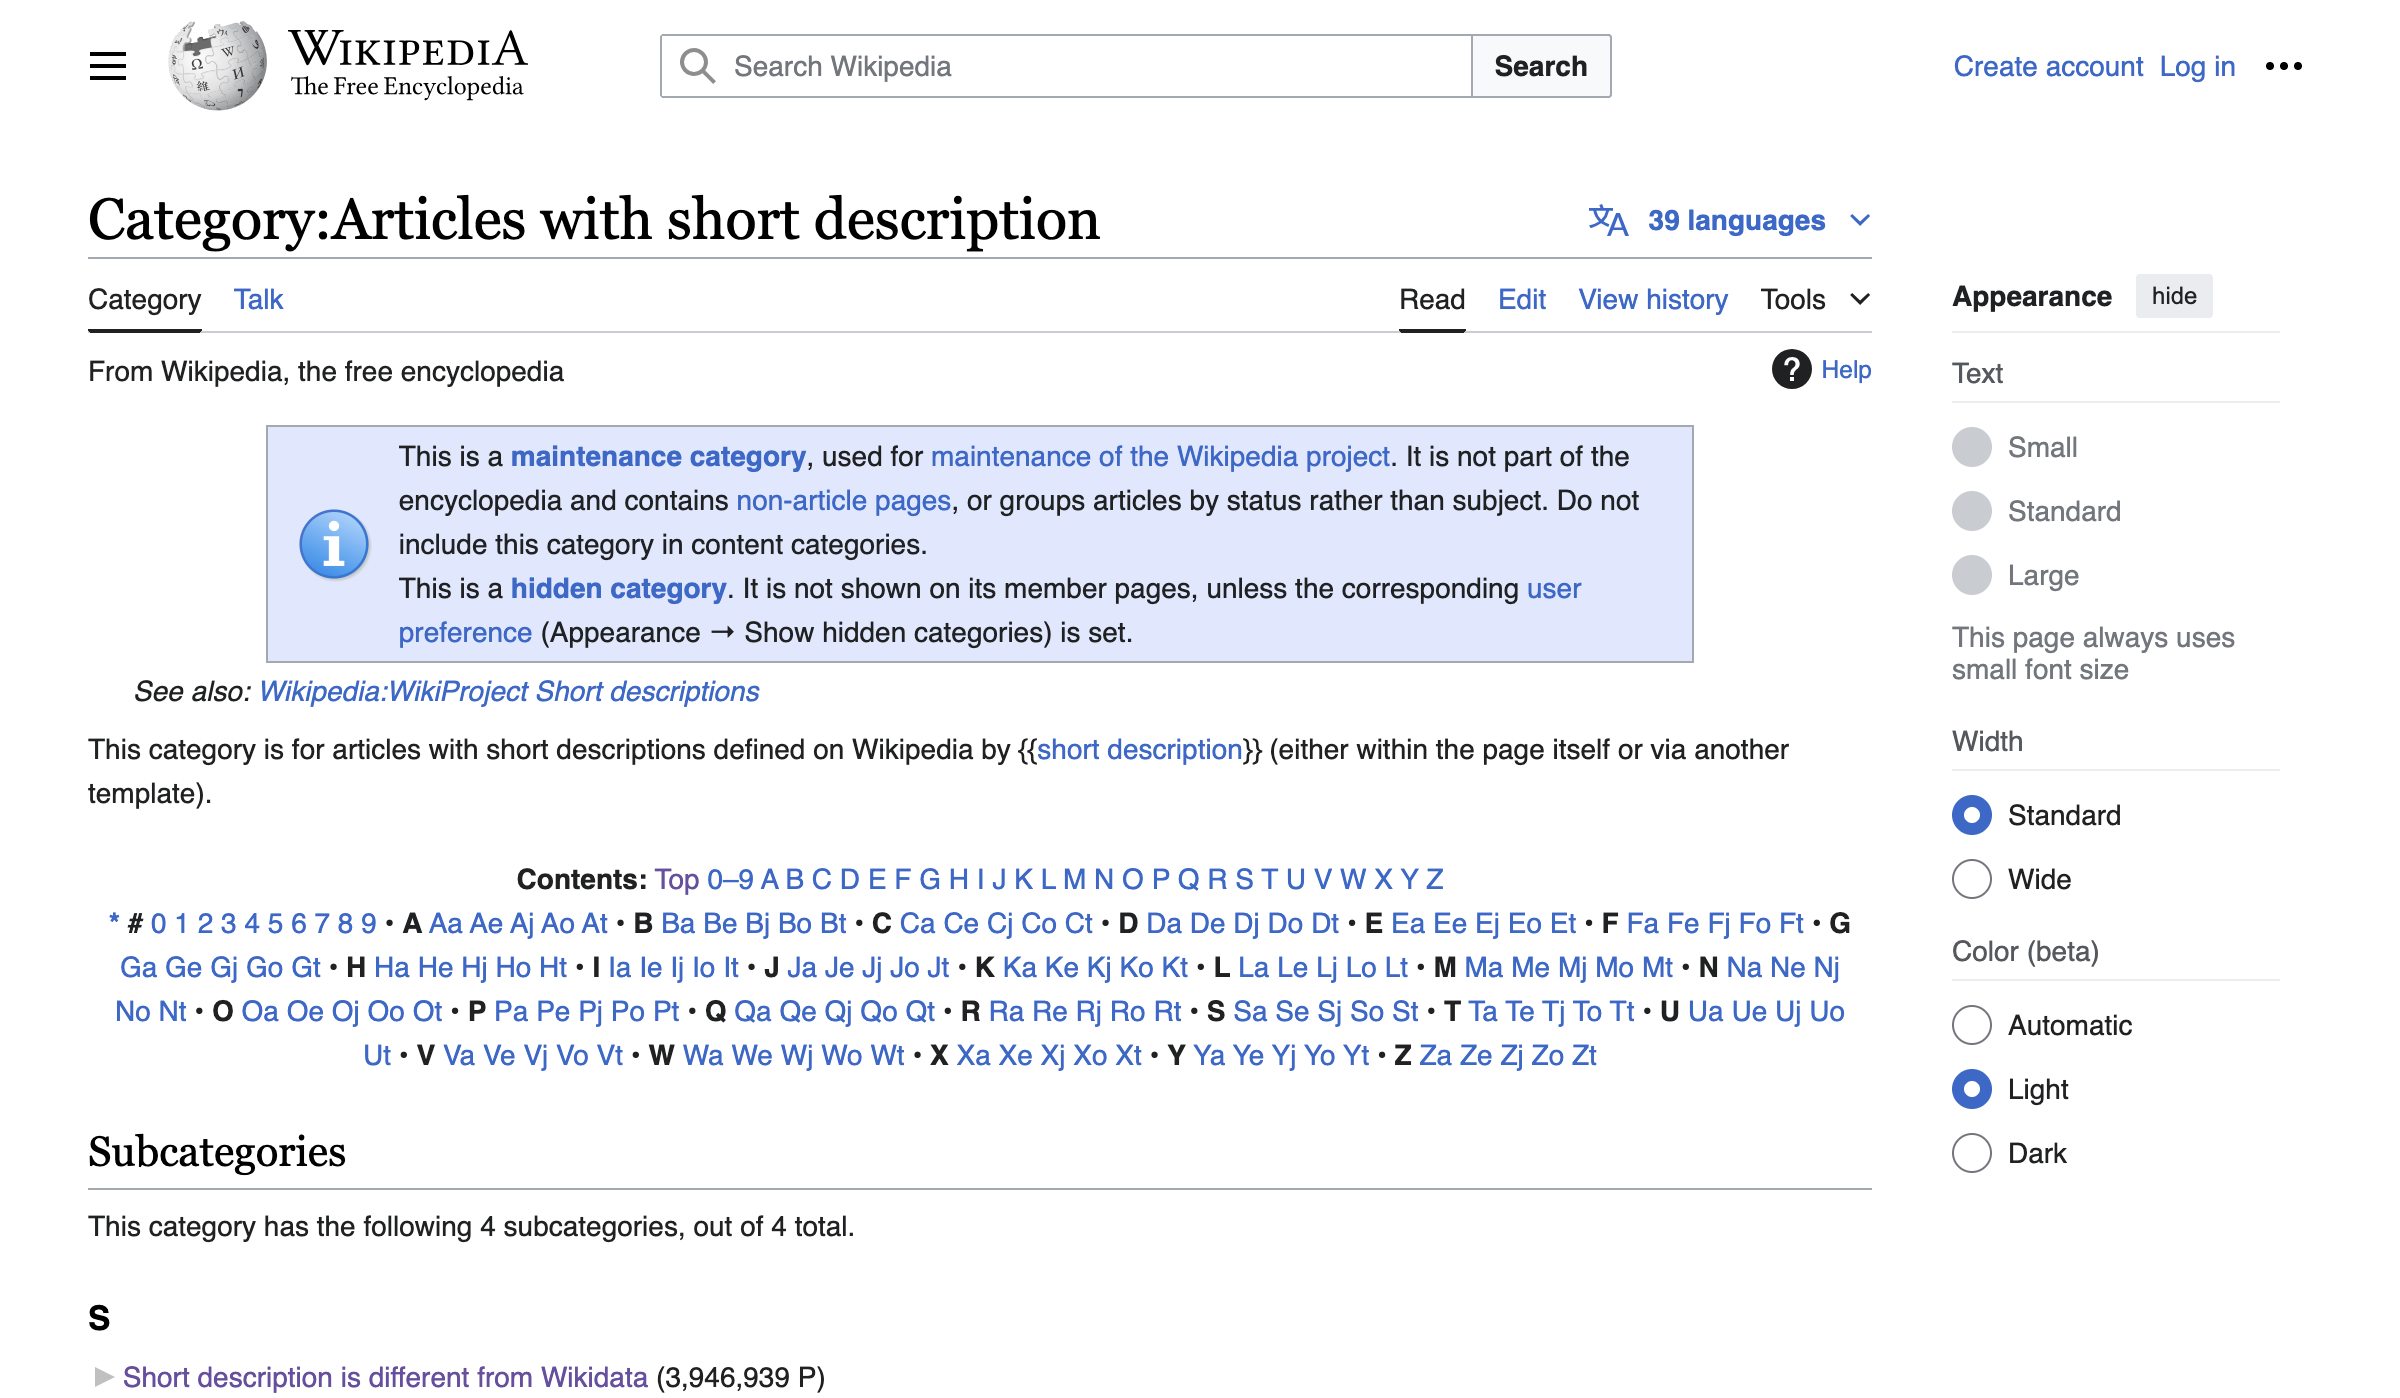 WIKIPEDIA
The Free Encyclopedia
Search Wikipedia
Search
Create account Log in
Category:Articles with short description
39 languages
Category Talk
Read Edit View history Tools
From Wikipedia, the free encyclopedia
Help
This is a maintenance category, used for maintenance of the Wikipedia project. It is not part of the
encyclopedia and contains non-article pages, or groups articles by status rather than subject. Do not
include this category in content categories.
This is a hidden category. It is not shown on its member pages, unless the corresponding user
preference (Appearance → Show hidden categories) is set.
See also: Wikipedia:WikiProject Short descriptions
This category is for articles with short descriptions defined on Wikipedia by {{short description}} (either within the page itself or via another
template).
Contents: Top 0–9 A B C D E F G H I J K L M N O P Q R S T U V W X Y Z
* # 0 1 2 3 4 5 6 7 8 9 • A Aa Ae Aj Ao At • B Ba Be Bj Bo Bt • C Ca Ce Cj Co Ct • D Da De Dj Do Dt • E Ea Ee Ej Eo Et • F Fa Fe Fj Fo Ft • G
Ga Ge Gj Go Gt • H Ha He Hj Ho Ht • I Ia Ie Ij Io It • J Ja Je Jj Jo Jt • K Ka Ke Kj Ko Kt • L La Le Lj Lo Lt • M Ma Me Mj Mo Mt • N Na Ne Nj
No Nt • O Oa Oe Oj Oo Ot • P Pa Pe Pj Po Pt • Q Qa Qe Qj Qo Qt • R Ra Re Rj Ro Rt • S Sa Se Sj So St • T Ta Te Tj To Tt • U Ua Ue Uj Uo
Ut • V Va Ve Vj Vo Vt • W Wa We Wj Wo Wt • X Xa Xe Xj Xo Xt • Y Ya Ye Yj Yo Yt • Z Za Ze Zj Zo Zt
Subcategories
This category has the following 4 subcategories, out of 4 total.
S
Short description is different from Wikidata (3,946,939 P)
Appearance hide
Text
Small
Standard
Large
This page always uses
small font size
Width
Standard
Wide
Color (beta)
Automatic
Light
Dark